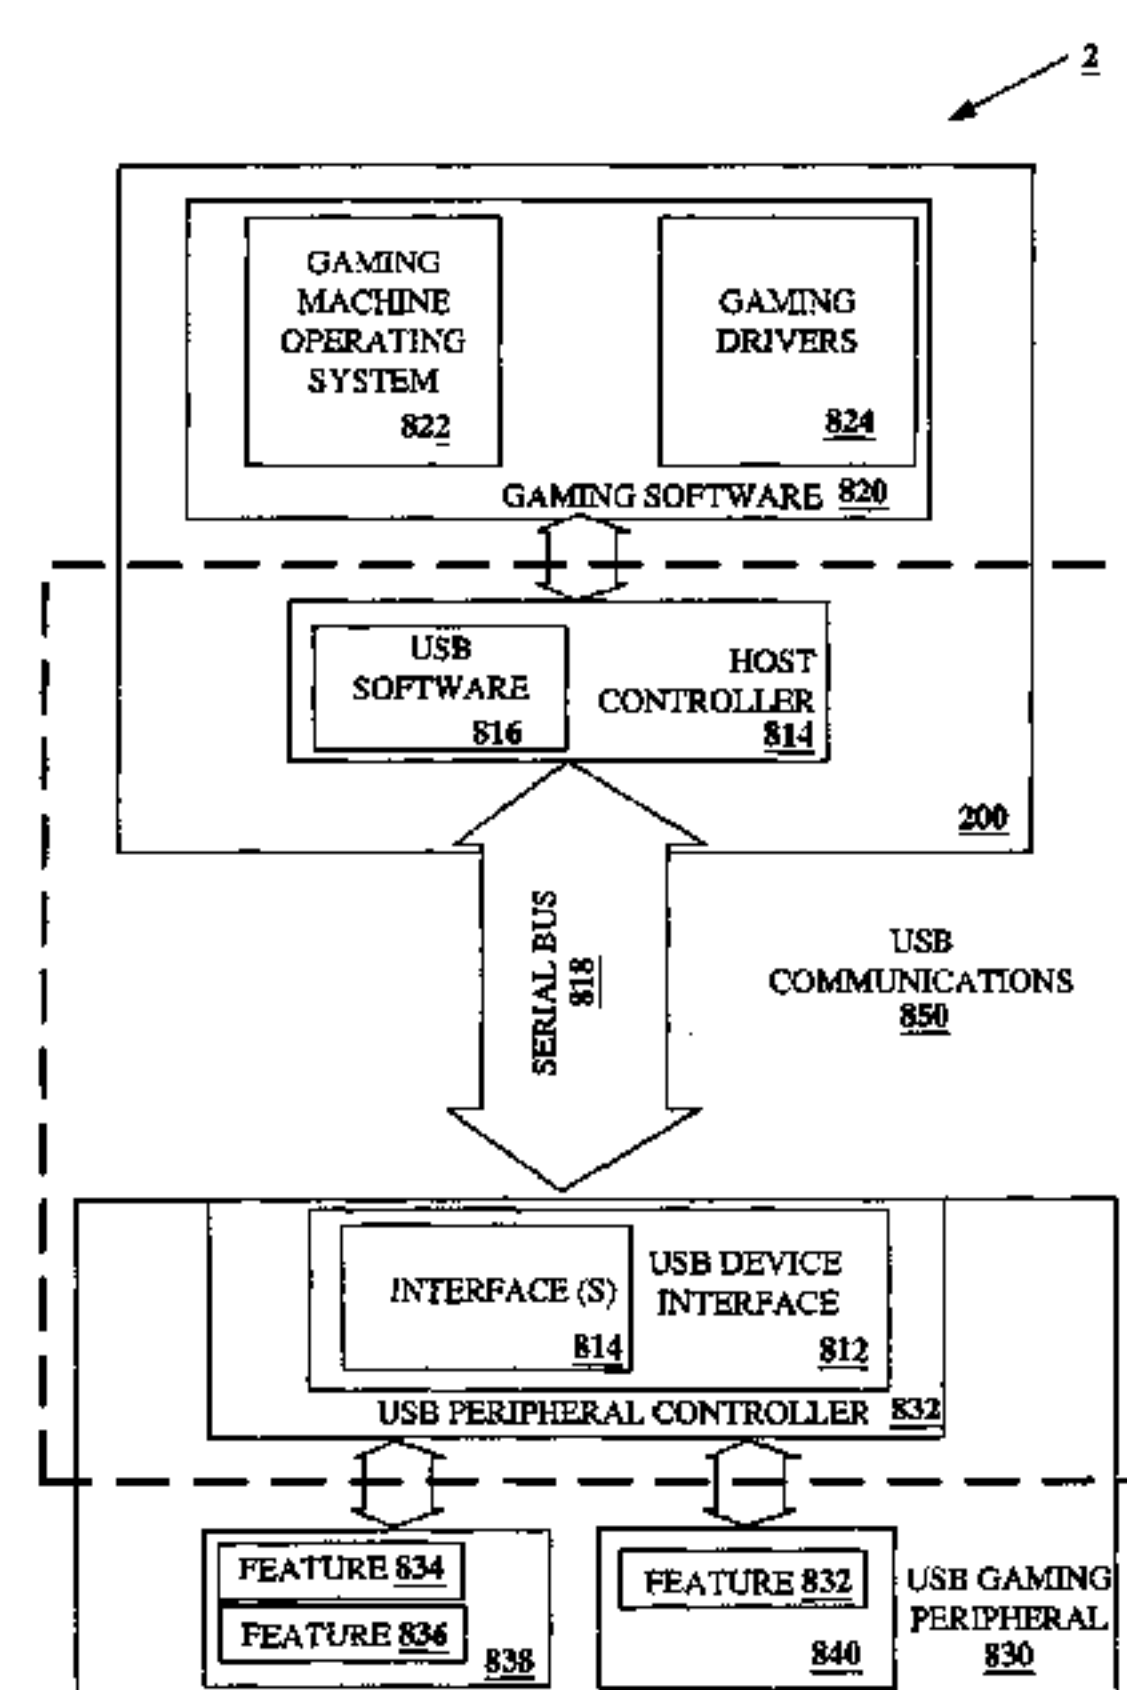 2
GAMING
MACHINE
OPERATING
SYSTEM
822
GAMING
DRIVERS
824
GAMING SOFTWARE 820
USB
SOFTWARE
816
HOST
CONTROLLER
814
200
SERIAL BUS
818
USB
COMMUNICATIONS
850
INTERFACE (S)
814
USB DEVICE
INTERFACE
812
USB PERIPHERAL CONTROLLER 832
FEATURE 834
FEATURE 836
838
FEATURE 832
840
USB GAMING
PERIPHERAL
830